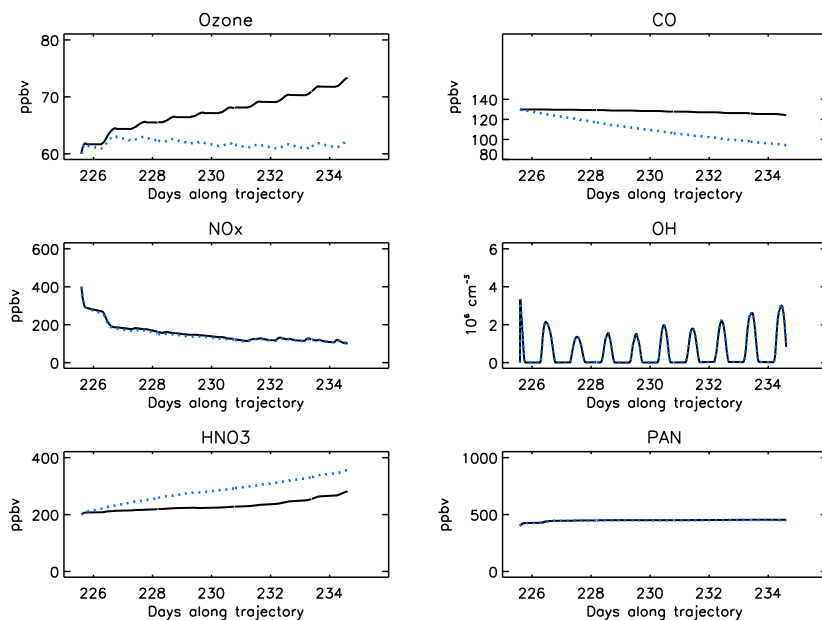 Ozone
CO
80
70
60
ppbv
226 228 230 232 234
Days along trajectory
140
120
100
80
ppbv
226 228 230 232 234
Days along trajectory
NOx
OH
600
400
200
0
ppbv
226 228 230 232 234
Days along trajectory
6
4
2
0
10⁶ cm⁻³
226 228 230 232 234
Days along trajectory
HNO3
PAN
400
200
0
ppbv
226 228 230 232 234
Days along trajectory
1000
500
0
ppbv
226 228 230 232 234
Days along trajectory